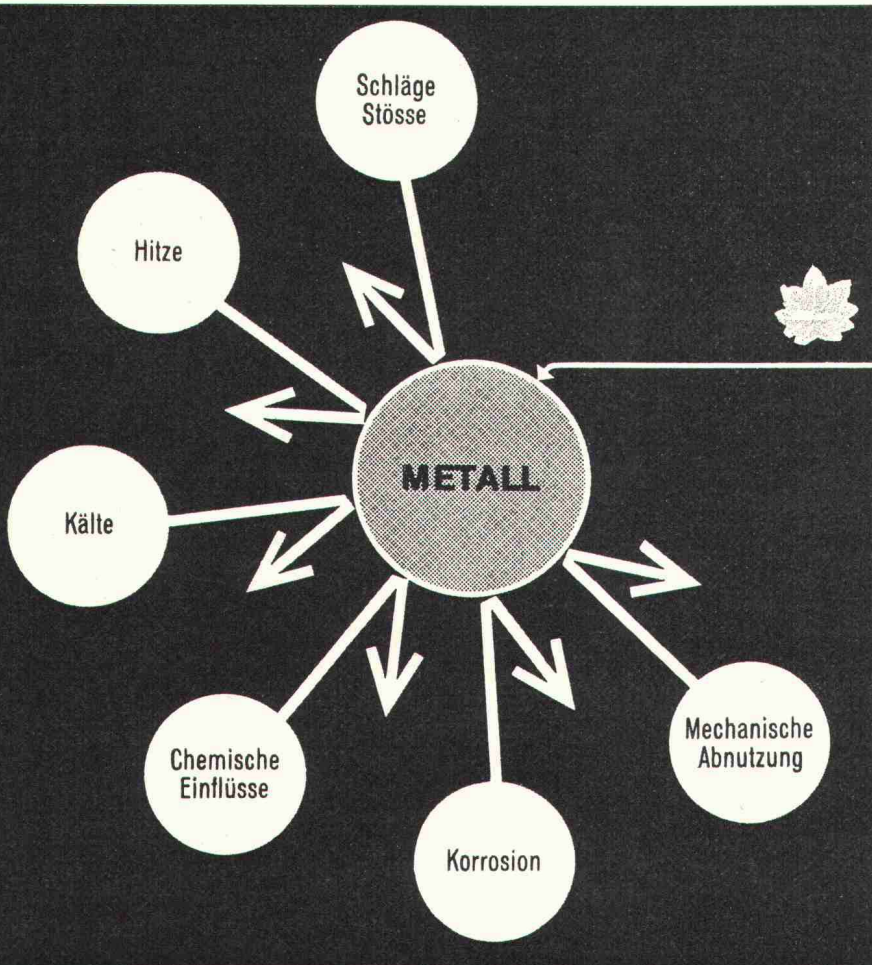 Schläge
Stösse
Hitze
METALL
Kälte
Mechanische
Abnutzung
Chemische
Einflüsse
Korrosion